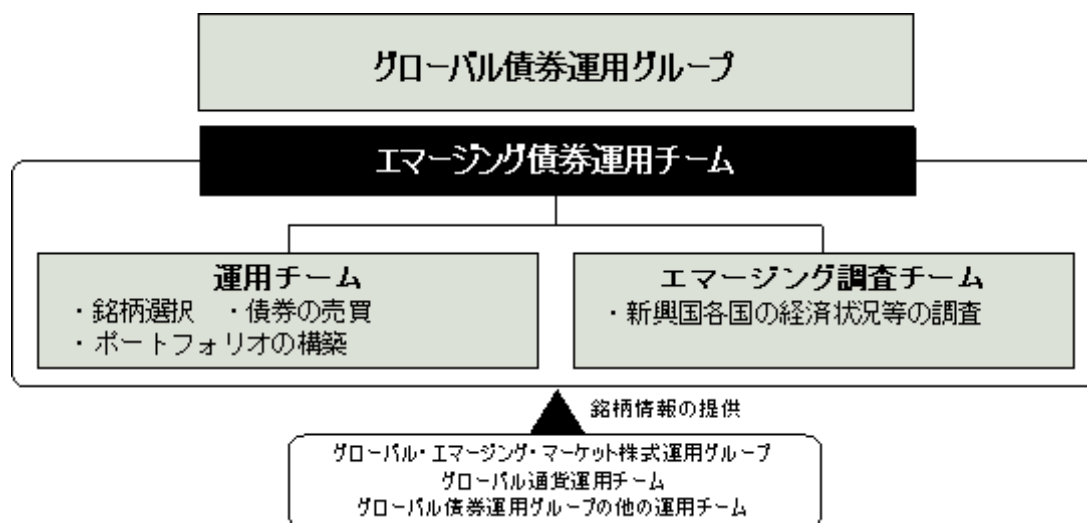 グローバル債券運用グループ
エマージング債券運用チーム
運用チーム
・銘柄選択　・債券の売買
・ポートフォリオの構築
エマージング調査チーム
・新興国各国の経済状況等の調査
銘柄情報の提供
グローバル・エマージング・マーケット株式運用グループ
グローバル通貨運用チーム
グローバル債券運用グループの他の運用チーム